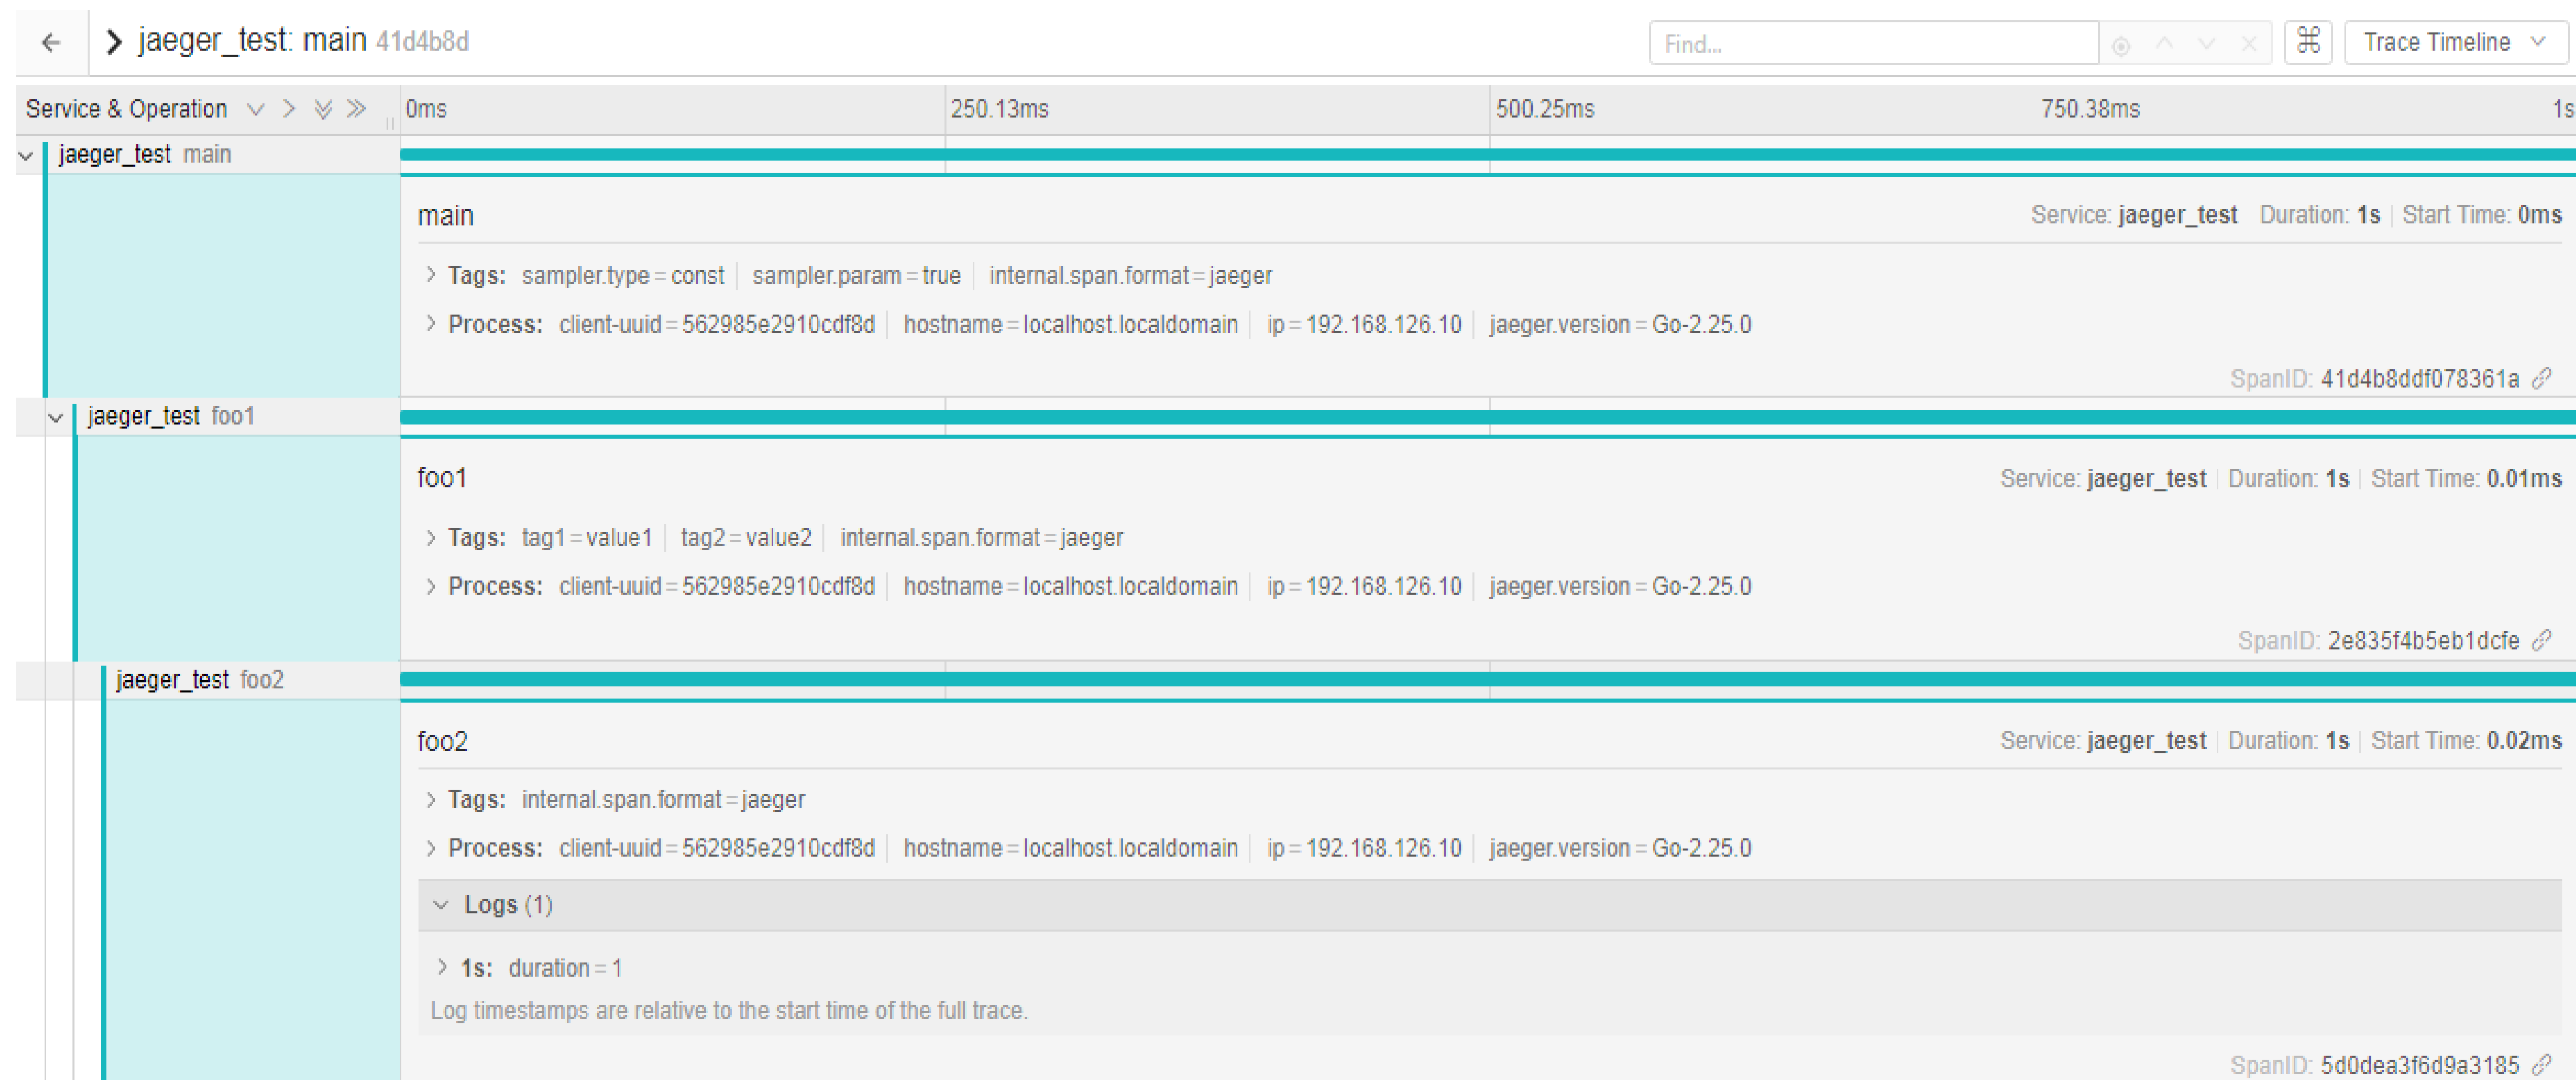 jaeger_test: main 41d4b8d Find... Trace Timeline
Service & Operation 0ms 250.13ms 500.25ms 750.38ms 1s
jaeger_test main
main Service: jaeger_test Duration: 1s Start Time: 0ms
Tags: sampler.type = const sampler.param = true internal.span.format = jaeger
Process: client-uuid = 562985e2910cdf8d hostname = localhost.localdomain ip = 192.168.126.10 jaeger.version = Go-2.25.0
SpanID: 41d4b8ddf078361a
jaeger_test foo1
foo1 Service: jaeger_test Duration: 1s Start Time: 0.01ms
Tags: tag1 = value1 tag2 = value2 internal.span.format = jaeger
Process: client-uuid = 562985e2910cdf8d hostname = localhost.localdomain ip = 192.168.126.10 jaeger.version = Go-2.25.0
SpanID: 2e835f4b5eb1dcfe
jaeger_test foo2
foo2 Service: jaeger_test Duration: 1s Start Time: 0.02ms
Tags: internal.span.format = jaeger
Process: client-uuid = 562985e2910cdf8d hostname = localhost.localdomain ip = 192.168.126.10 jaeger.version = Go-2.25.0
Logs (1)
1s: duration = 1
Log timestamps are relative to the start time of the full trace.
SpanID: 5d0dea3f6d9a3185